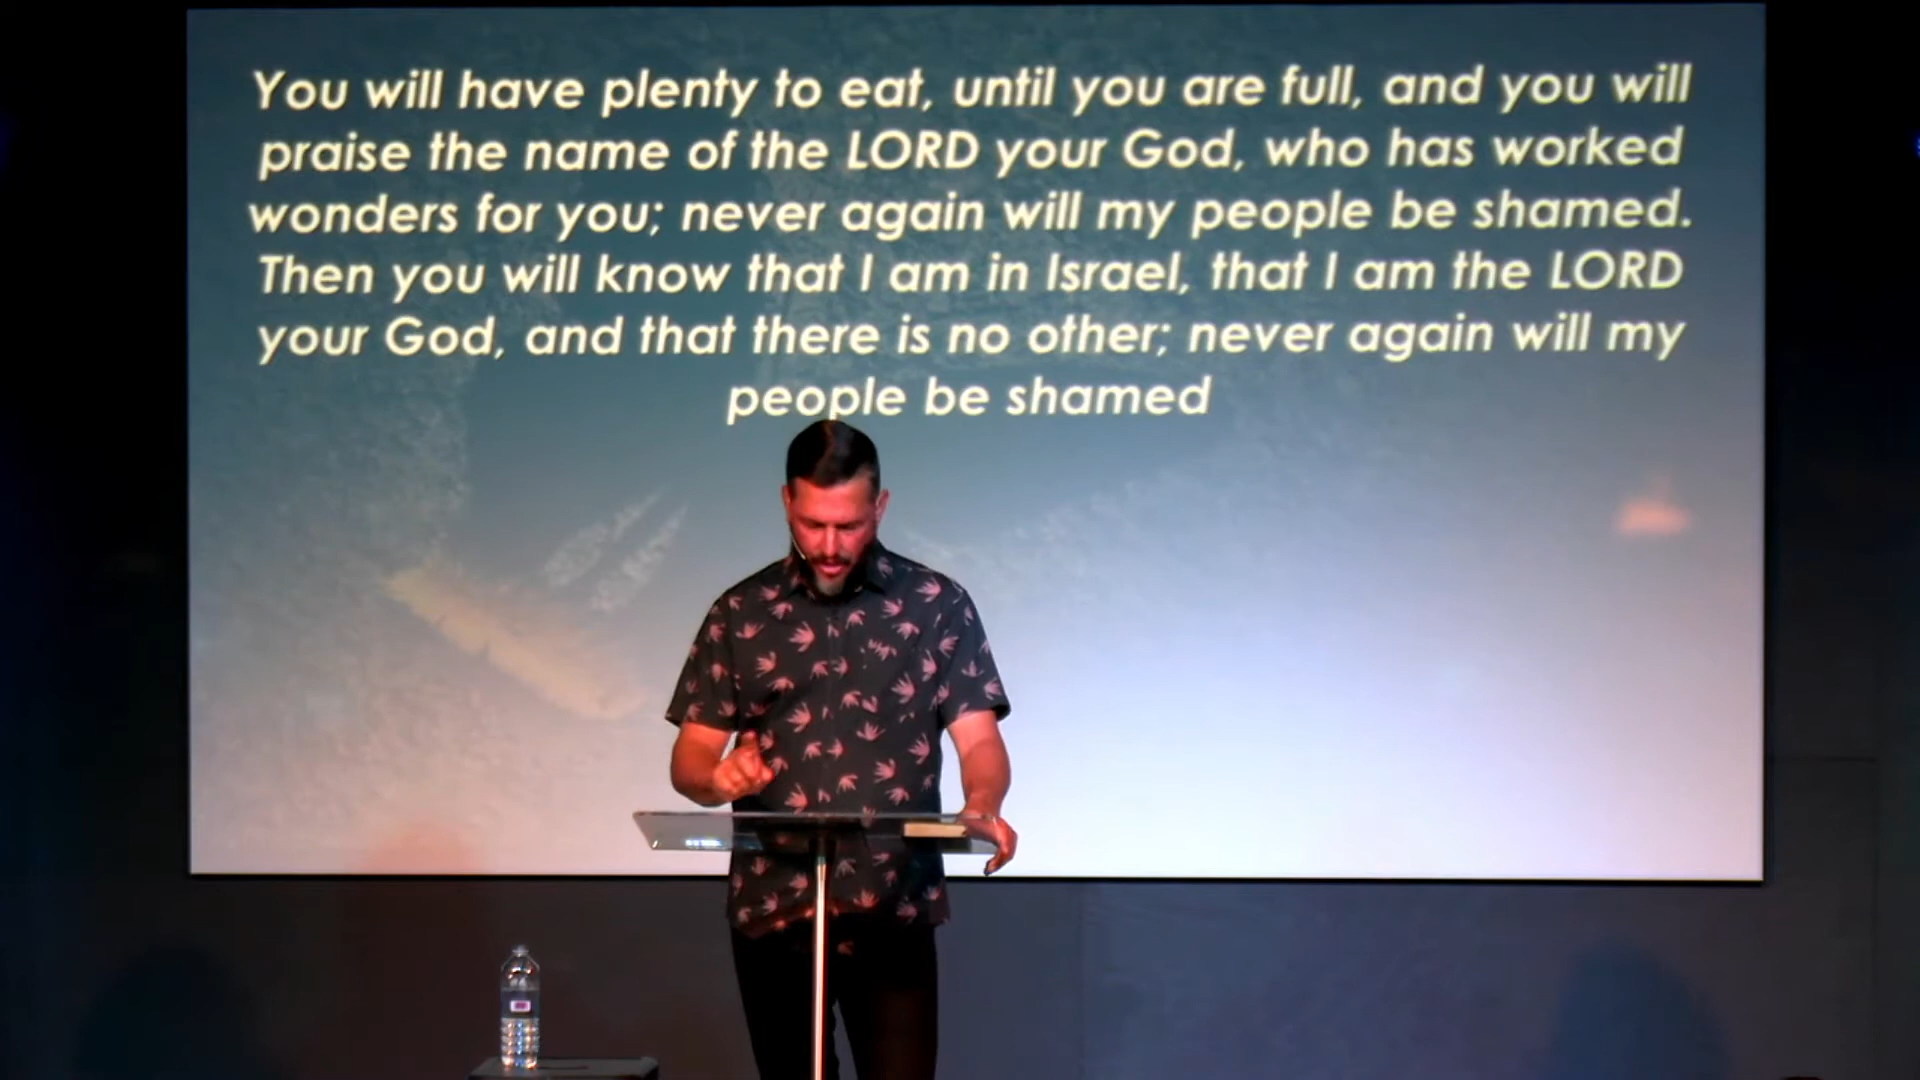 You will have plenty to eat, until you are full, and you will
praise the name of the LORD your God, who has worked
wonders for you; never again will my people be shamed.
Then you will know that I am in Israel, that I am the LORD
your God, and that there is no other; never again will my
people be shamed